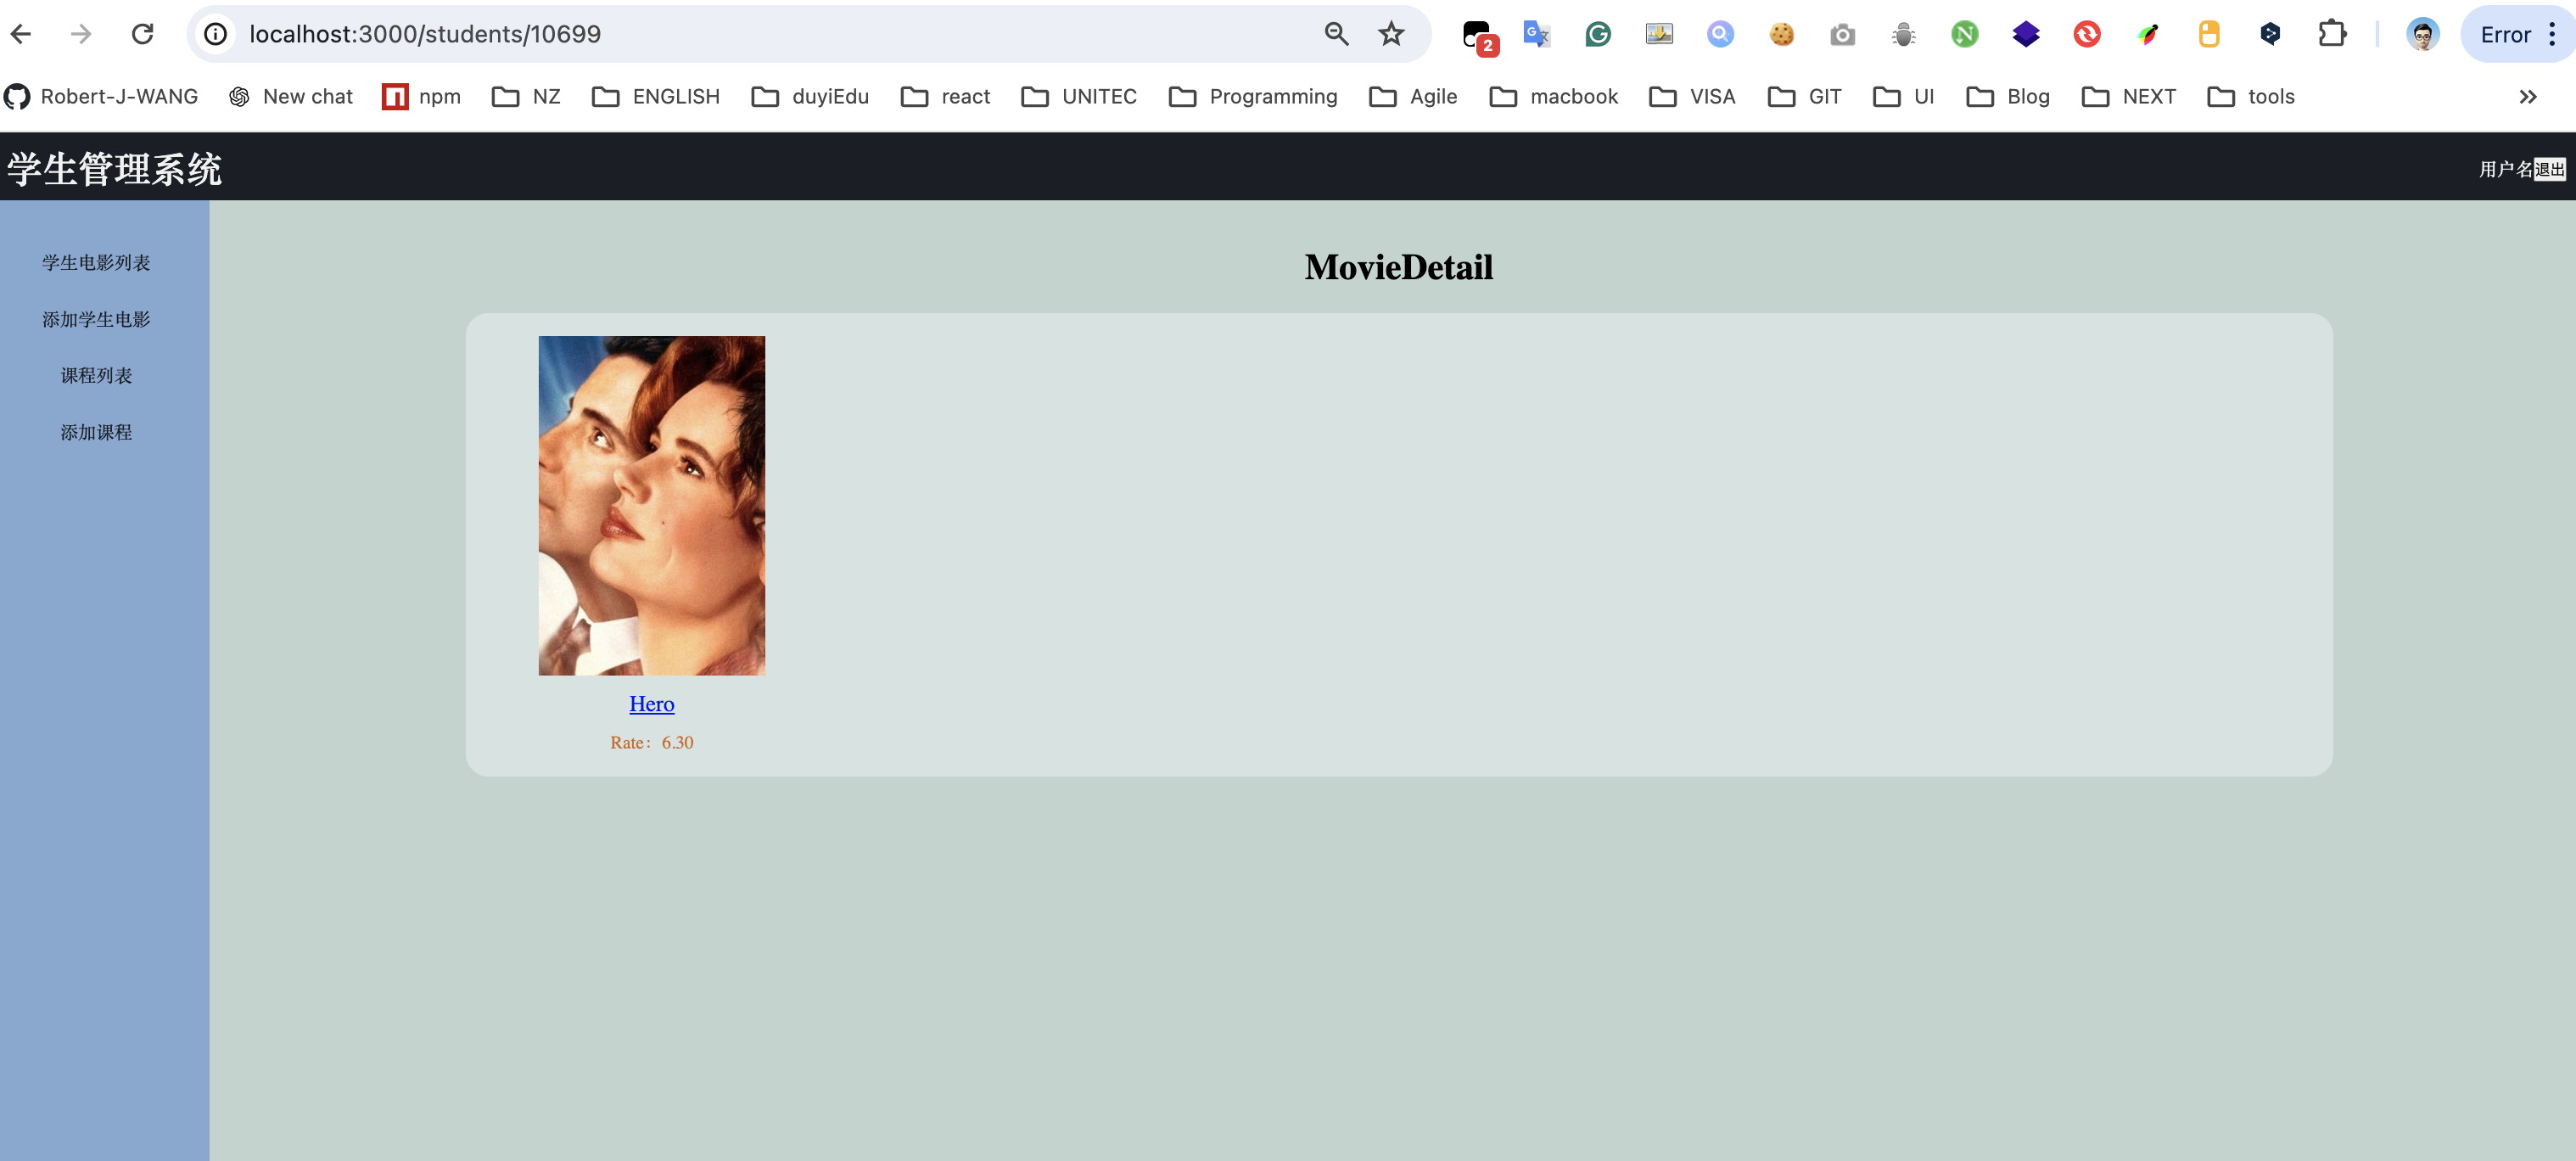 localhost:3000/students/10699
2
Error
Robert-J-WANG New chat npm NZ ENGLISH duyiEdu react UNITEC Programming Agile macbook VISA GIT UI Blog NEXT tools
学生管理系统
用户名退出
学生电影列表
添加学生电影
课程列表
添加课程
MovieDetail
Hero
Rate：6.30